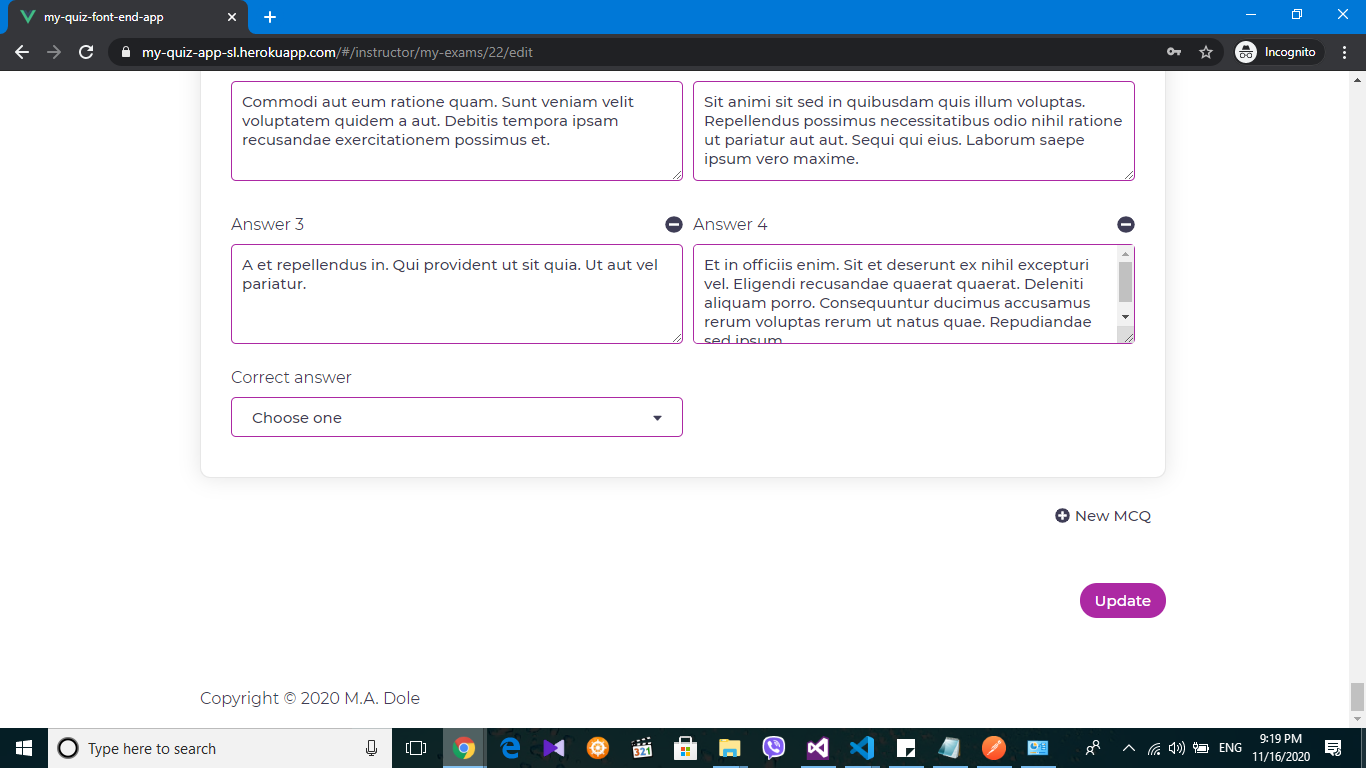 my-quiz-font-end-app
my-quiz-app-sl.herokuapp.com/#/instructor/my-exams/22/edit
Incognito
Commodi aut eum ratione quam. Sunt veniam velit
voluptatem quidem a aut. Debitis tempora ipsam
recusandae exercitationem possimus et.
Sit animi sit sed in quibusdam quis illum voluptas.
Repellendus possimus necessitatibus odio nihil ratione
ut pariatur aut aut. Sequi qui eius. Laborum saepe
ipsum vero maxime.
Answer 3
Answer 4
A et repellendus in. Qui provident ut sit quia. Ut aut vel
pariatur.
Et in officiis enim. Sit et deserunt ex nihil excepturi
vel. Eligendi recusandae quaerat quaerat. Deleniti
aliquam porro. Consequuntur ducimus accusamus
rerum voluptas rerum ut natus quae. Repudiandae
sed ipsum
Correct answer
Choose one
New MCQ
Update
Copyright © 2020 M.A. Dole
Type here to search
321
ENG
9:19 PM
11/16/2020